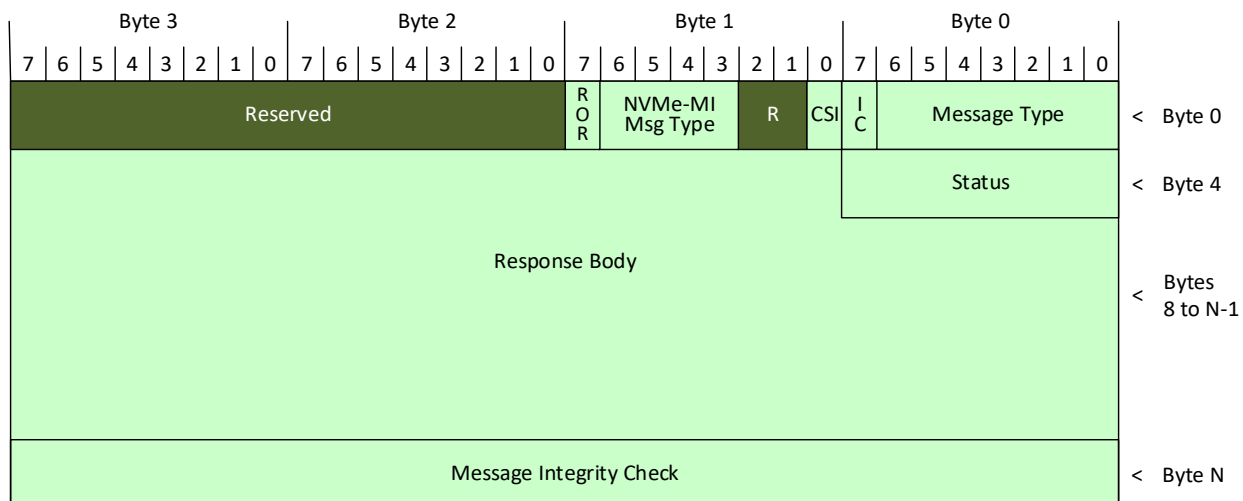 Byte 3 Byte 2 Byte 1 Byte 0
7 6 5 4 3 2 1 0 7 6 5 4 3 2 1 0 7 6 5 4 3 2 1 0 7 6 5 4 3 2 1 0
Reserved ROR NVMe-MI Msg Type R CSI IC Message Type < Byte 0
Status < Byte 4
Response Body
< Bytes
8 to N-1
Message Integrity Check < Byte N